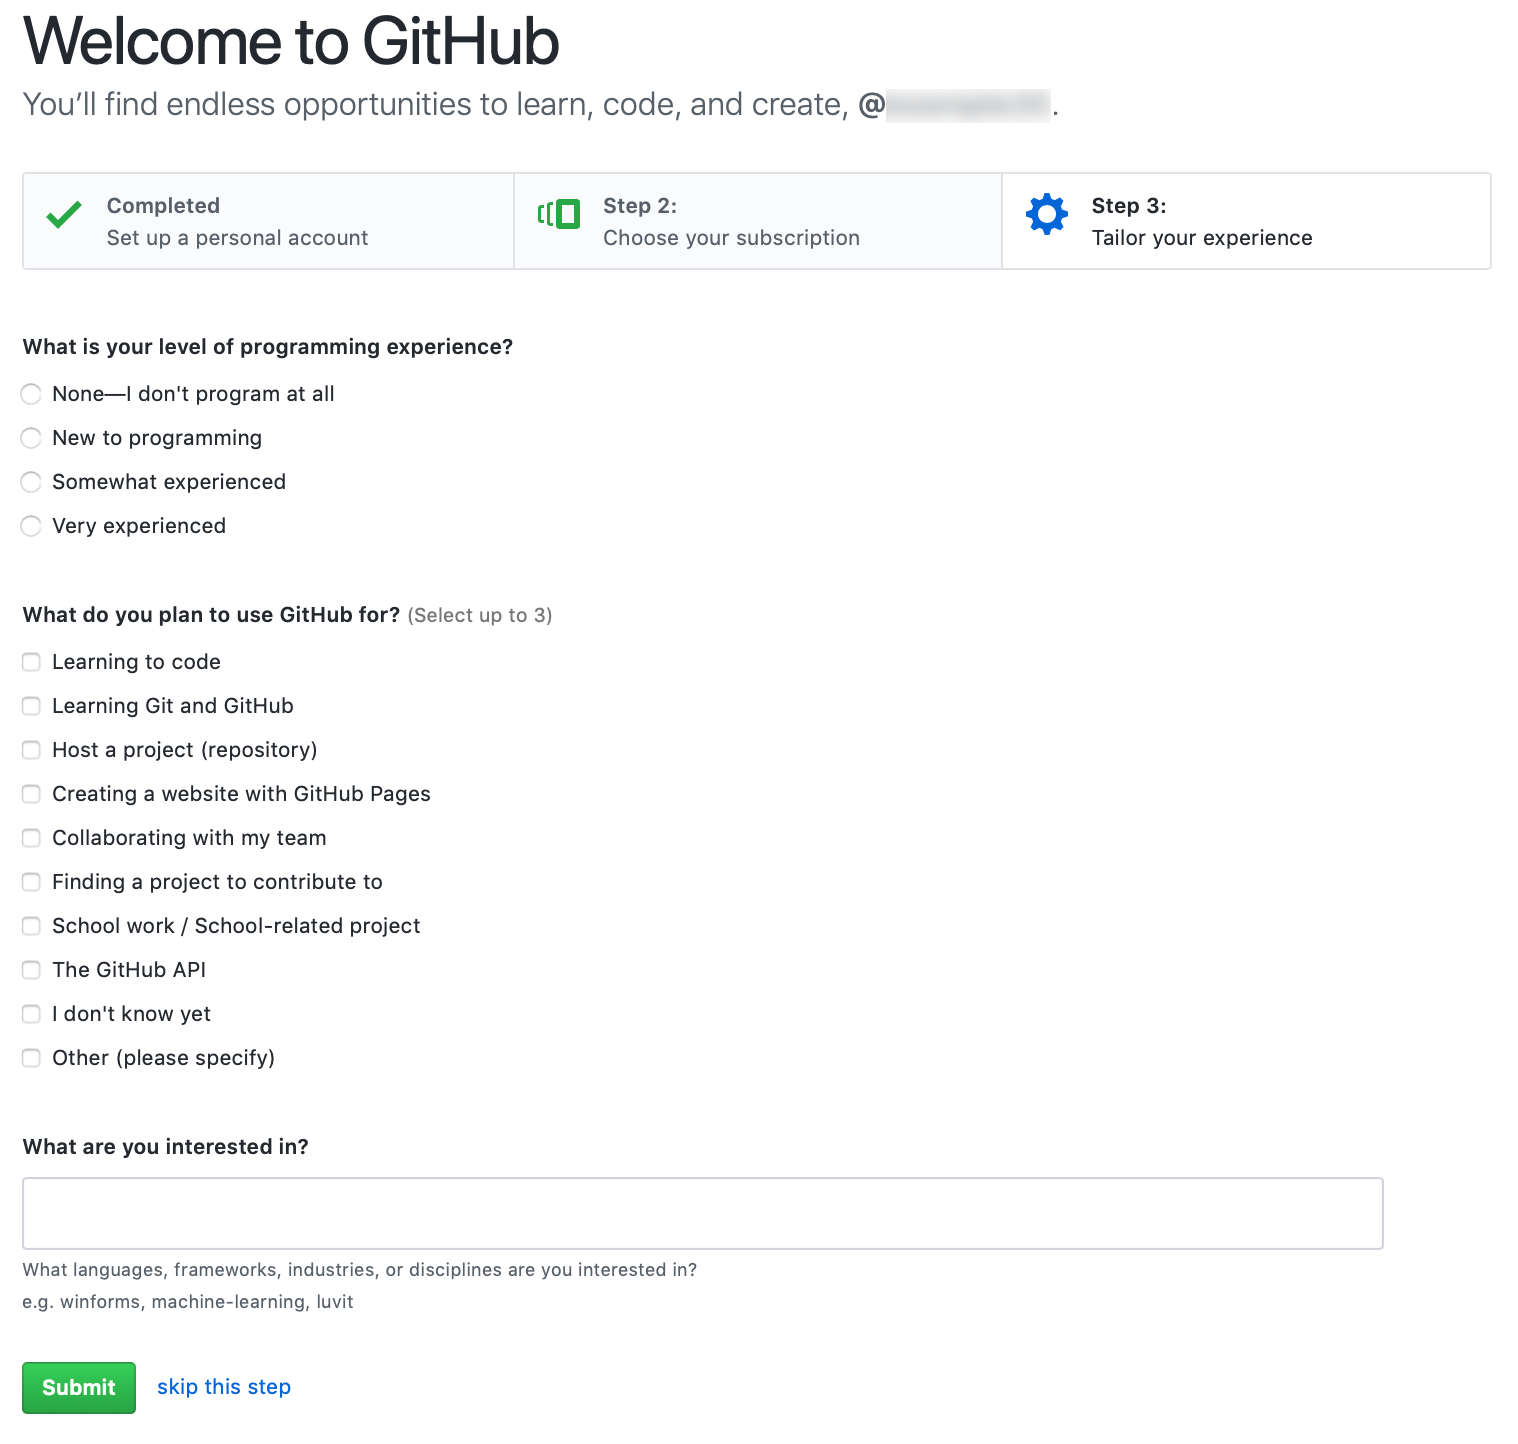 Welcome to GitHub
You’ll find endless opportunities to learn, code, and create, @ .
Completed
Set up a personal account
Step 2:
Choose your subscription
Step 3:
Tailor your experience
What is your level of programming experience?
None—I don't program at all
New to programming
Somewhat experienced
Very experienced
What do you plan to use GitHub for? (Select up to 3)
Learning to code
Learning Git and GitHub
Host a project (repository)
Creating a website with GitHub Pages
Collaborating with my team
Finding a project to contribute to
School work / School-related project
The GitHub API
I don't know yet
Other (please specify)
What are you interested in?
What languages, frameworks, industries, or disciplines are you interested in?
e.g. winforms, machine-learning, luvit
Submit skip this step